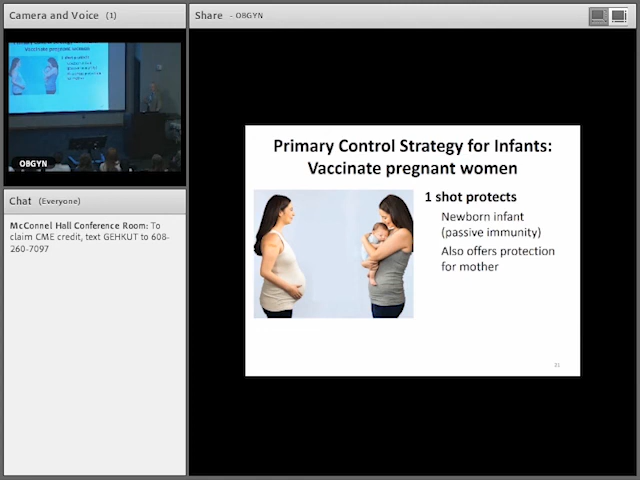 Camera and Voice (1)
OBGYN
Chat (Everyone)
McConnel Hall Conference Room: To
claim CME credit, text GEHKUT to 608-
260-7097
Share - OBGYN
Primary Control Strategy for Infants:
Vaccinate pregnant women
1 shot protects
Newborn infant
(passive immunity)
Also offers protection
for mother
21